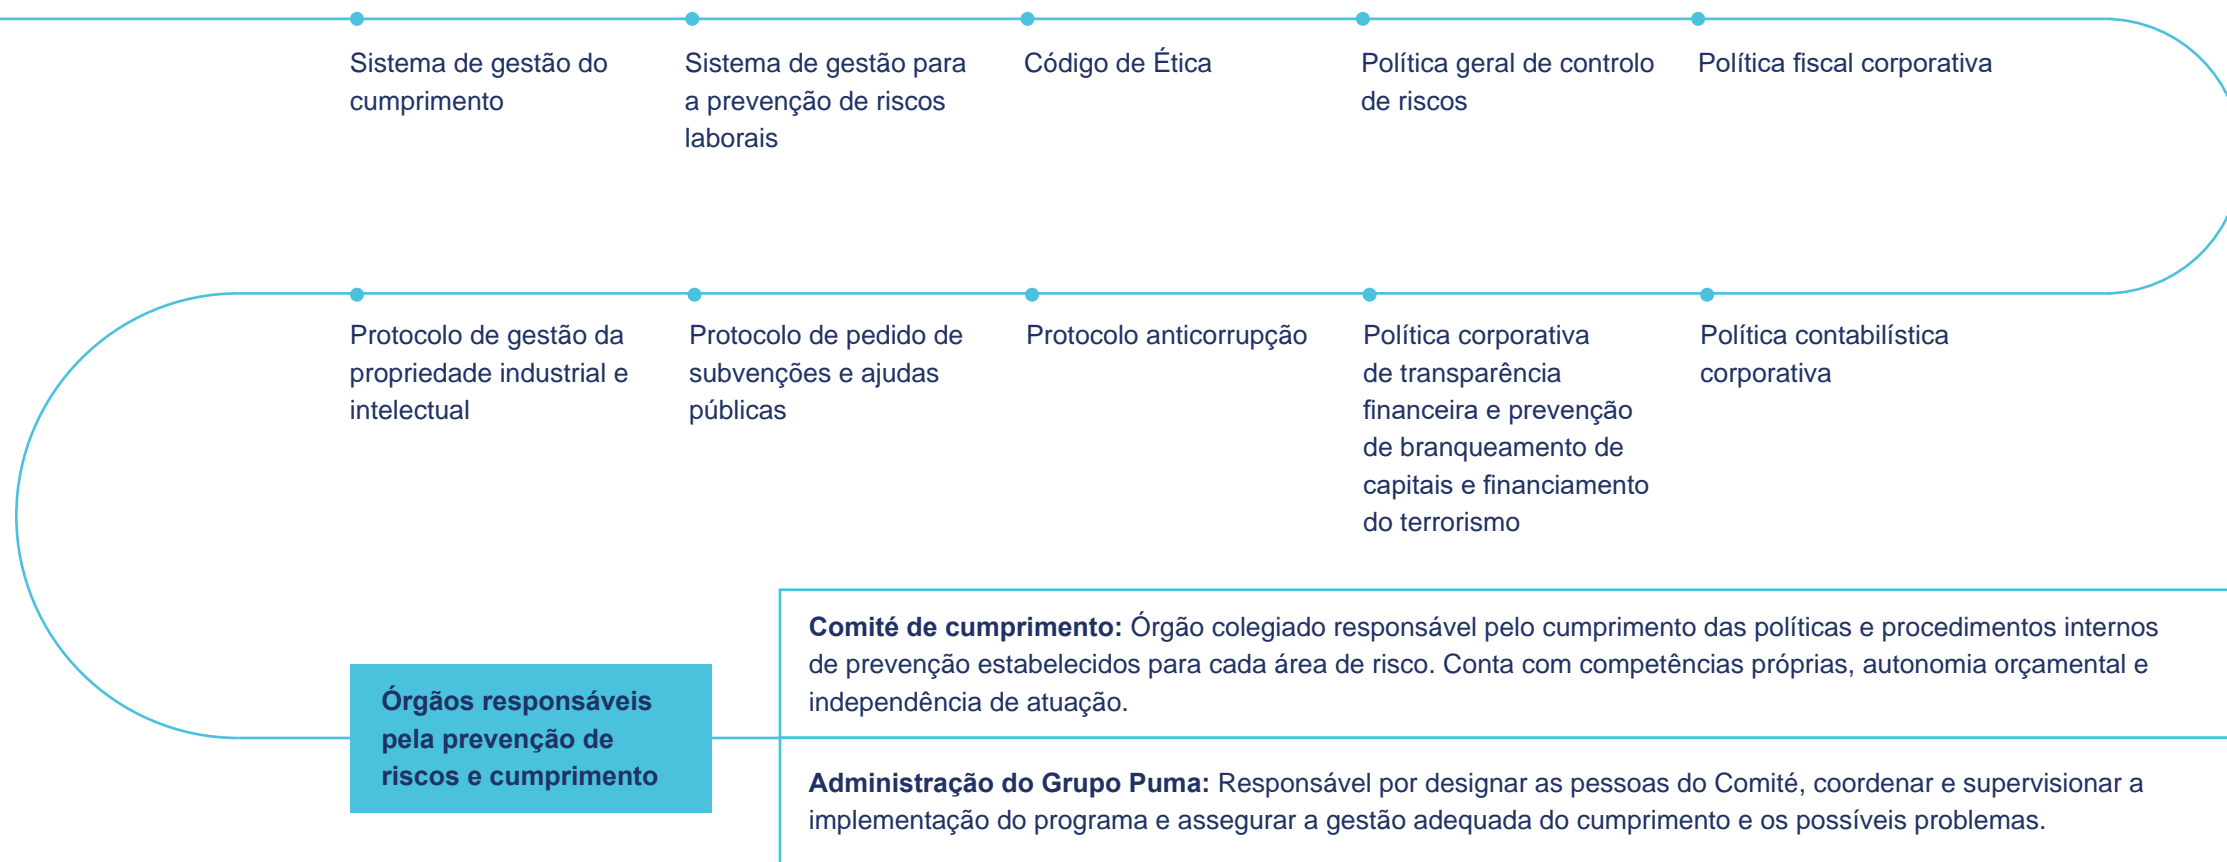 Sistema de gestão do
cumprimento
Sistema de gestão para
a prevenção de riscos
laborais
Código de Ética
Política geral de controlo
de riscos
Política fiscal corporativa
Protocolo de gestão da
propriedade industrial e
intelectual
Protocolo de pedido de
subvenções e ajudas
públicas
Protocolo anticorrupção
Política corporativa
de transparência
financeira e prevenção
de branqueamento de
capitais e financiamento
do terrorismo
Política contabilística
corporativa
Órgãos responsáveis
pela prevenção de
riscos e cumprimento
Comité de cumprimento: Órgão colegiado responsável pelo cumprimento das políticas e procedimentos internos
de prevenção estabelecidos para cada área de risco. Conta com competências próprias, autonomia orçamental e
independência de atuação.
Administração do Grupo Puma: Responsável por designar as pessoas do Comité, coordenar e supervisionar a
implementação do programa e assegurar a gestão adequada do cumprimento e os possíveis problemas.